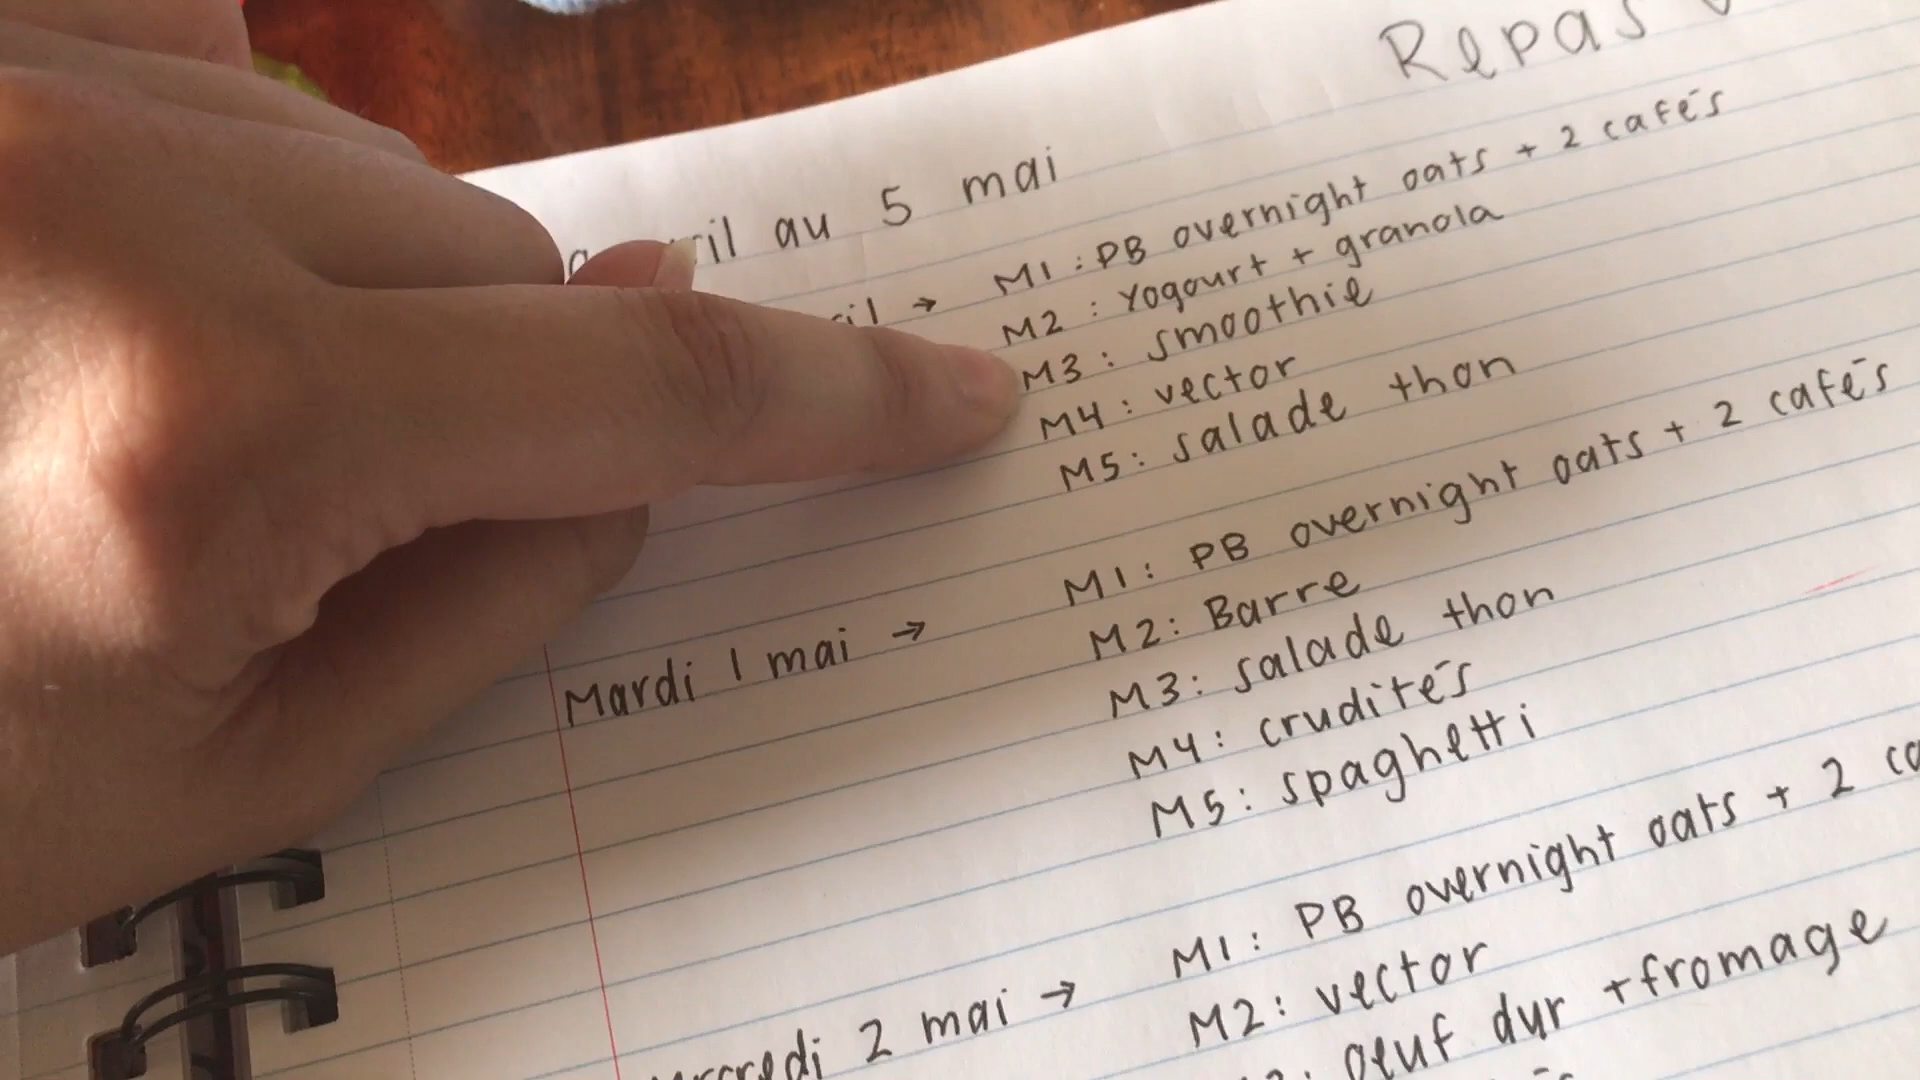 Repas
au 5 mai
→ M1 : PB overnight oats + 2 cafés
M2 : Yogourt + granola
M3 : smoothie
M4 : vector
M5 : salade thon
Mardi 1 mai → M1 : PB overnight oats + 2 cafés
M2 : Barre
M3 : salade thon
M4 : crudités
M5 : spaghetti
2 mai → M1 : PB overnight oats + 2
M2 : vector
oeuf dur + fromage